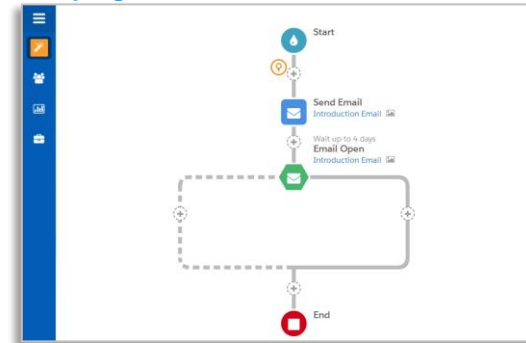 Start
Send Email
Introduction Email
Wait up to 4 days
Email Open
Introduction Email
End